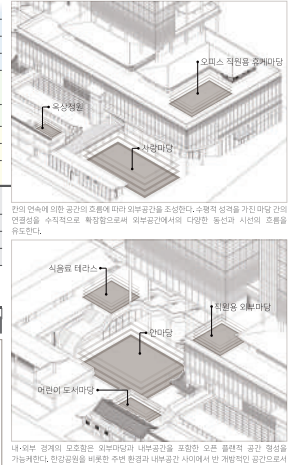 오피스 직원용 휴게마당
옥상정원
사랑마당
칸의 연속에 의한 공간의 흐름에 따라 외부공간을 조성한다. 수평적 성격을 가진 마당 간의
연결성을 수직적으로 확장함으로써 외부공간에서의 다양한 동선과 시선의 흐름을
유도한다.
식음료 테라스
직원용 외부마당
안마당
어린이 도서마당
내·외부 경계의 모호함은 외부마당과 내부공간을 포함한 오픈 플랜적 공간 형성을
가능케한다. 한강공원을 비롯한 주변 환경과 내부공간 사이에서 반 개방적인 공간으로서